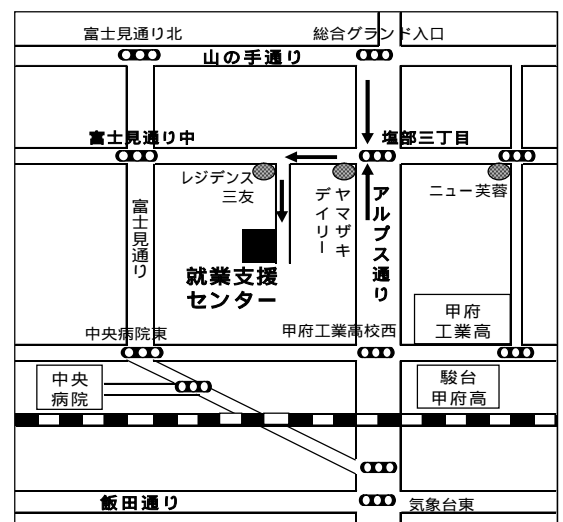 富士見通り北
総合グランド入口
山の手通り
富士見通り中
塩部三丁目
レジデンス
三友
ヤマザキ
デイリー
アルプス通り
ニュー芙蓉
富士見通り
就業支援
センター
甲府
工業高
中央病院東
甲府工業高校西
中央
病院
駿台
甲府高
飯田通り
気象台東